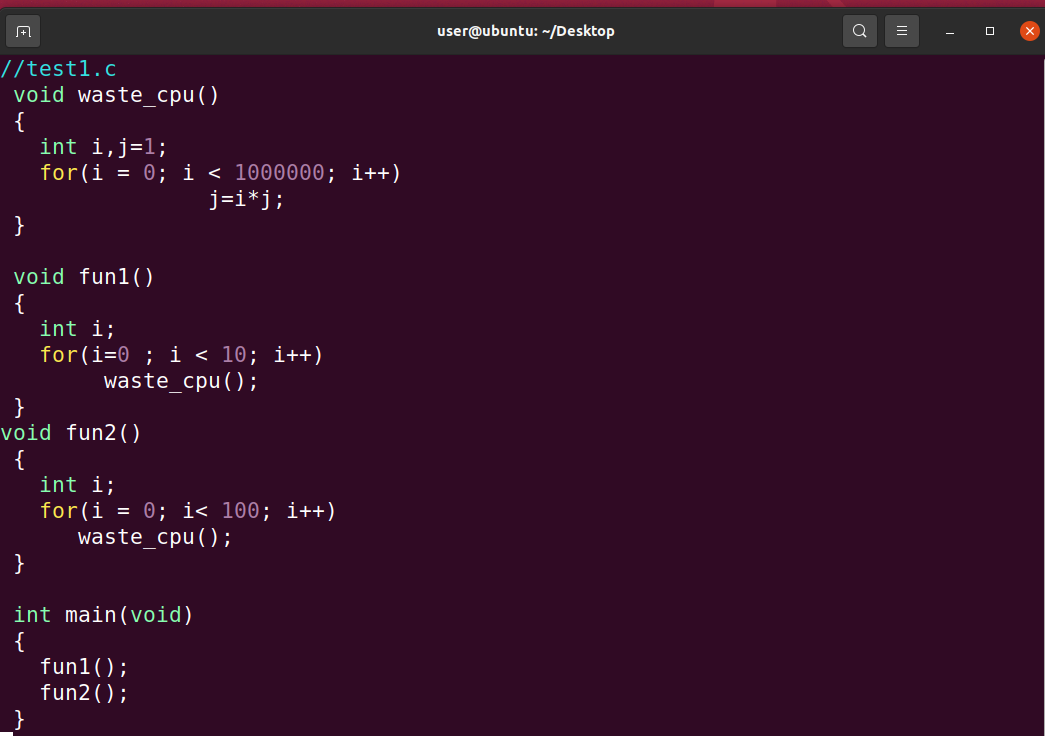 user@ubuntu: ~/Desktop
//test1.c
 void waste_cpu()
 {
   int i,j=1;
   for(i = 0; i < 1000000; i++)
                j=i*j;
 }

 void fun1()
 {
   int i;
   for(i=0 ; i < 10; i++)
        waste_cpu();
 }
void fun2()
 {
   int i;
   for(i = 0; i< 100; i++)
      waste_cpu();
 }

 int main(void)
 {
   fun1();
   fun2();
 }